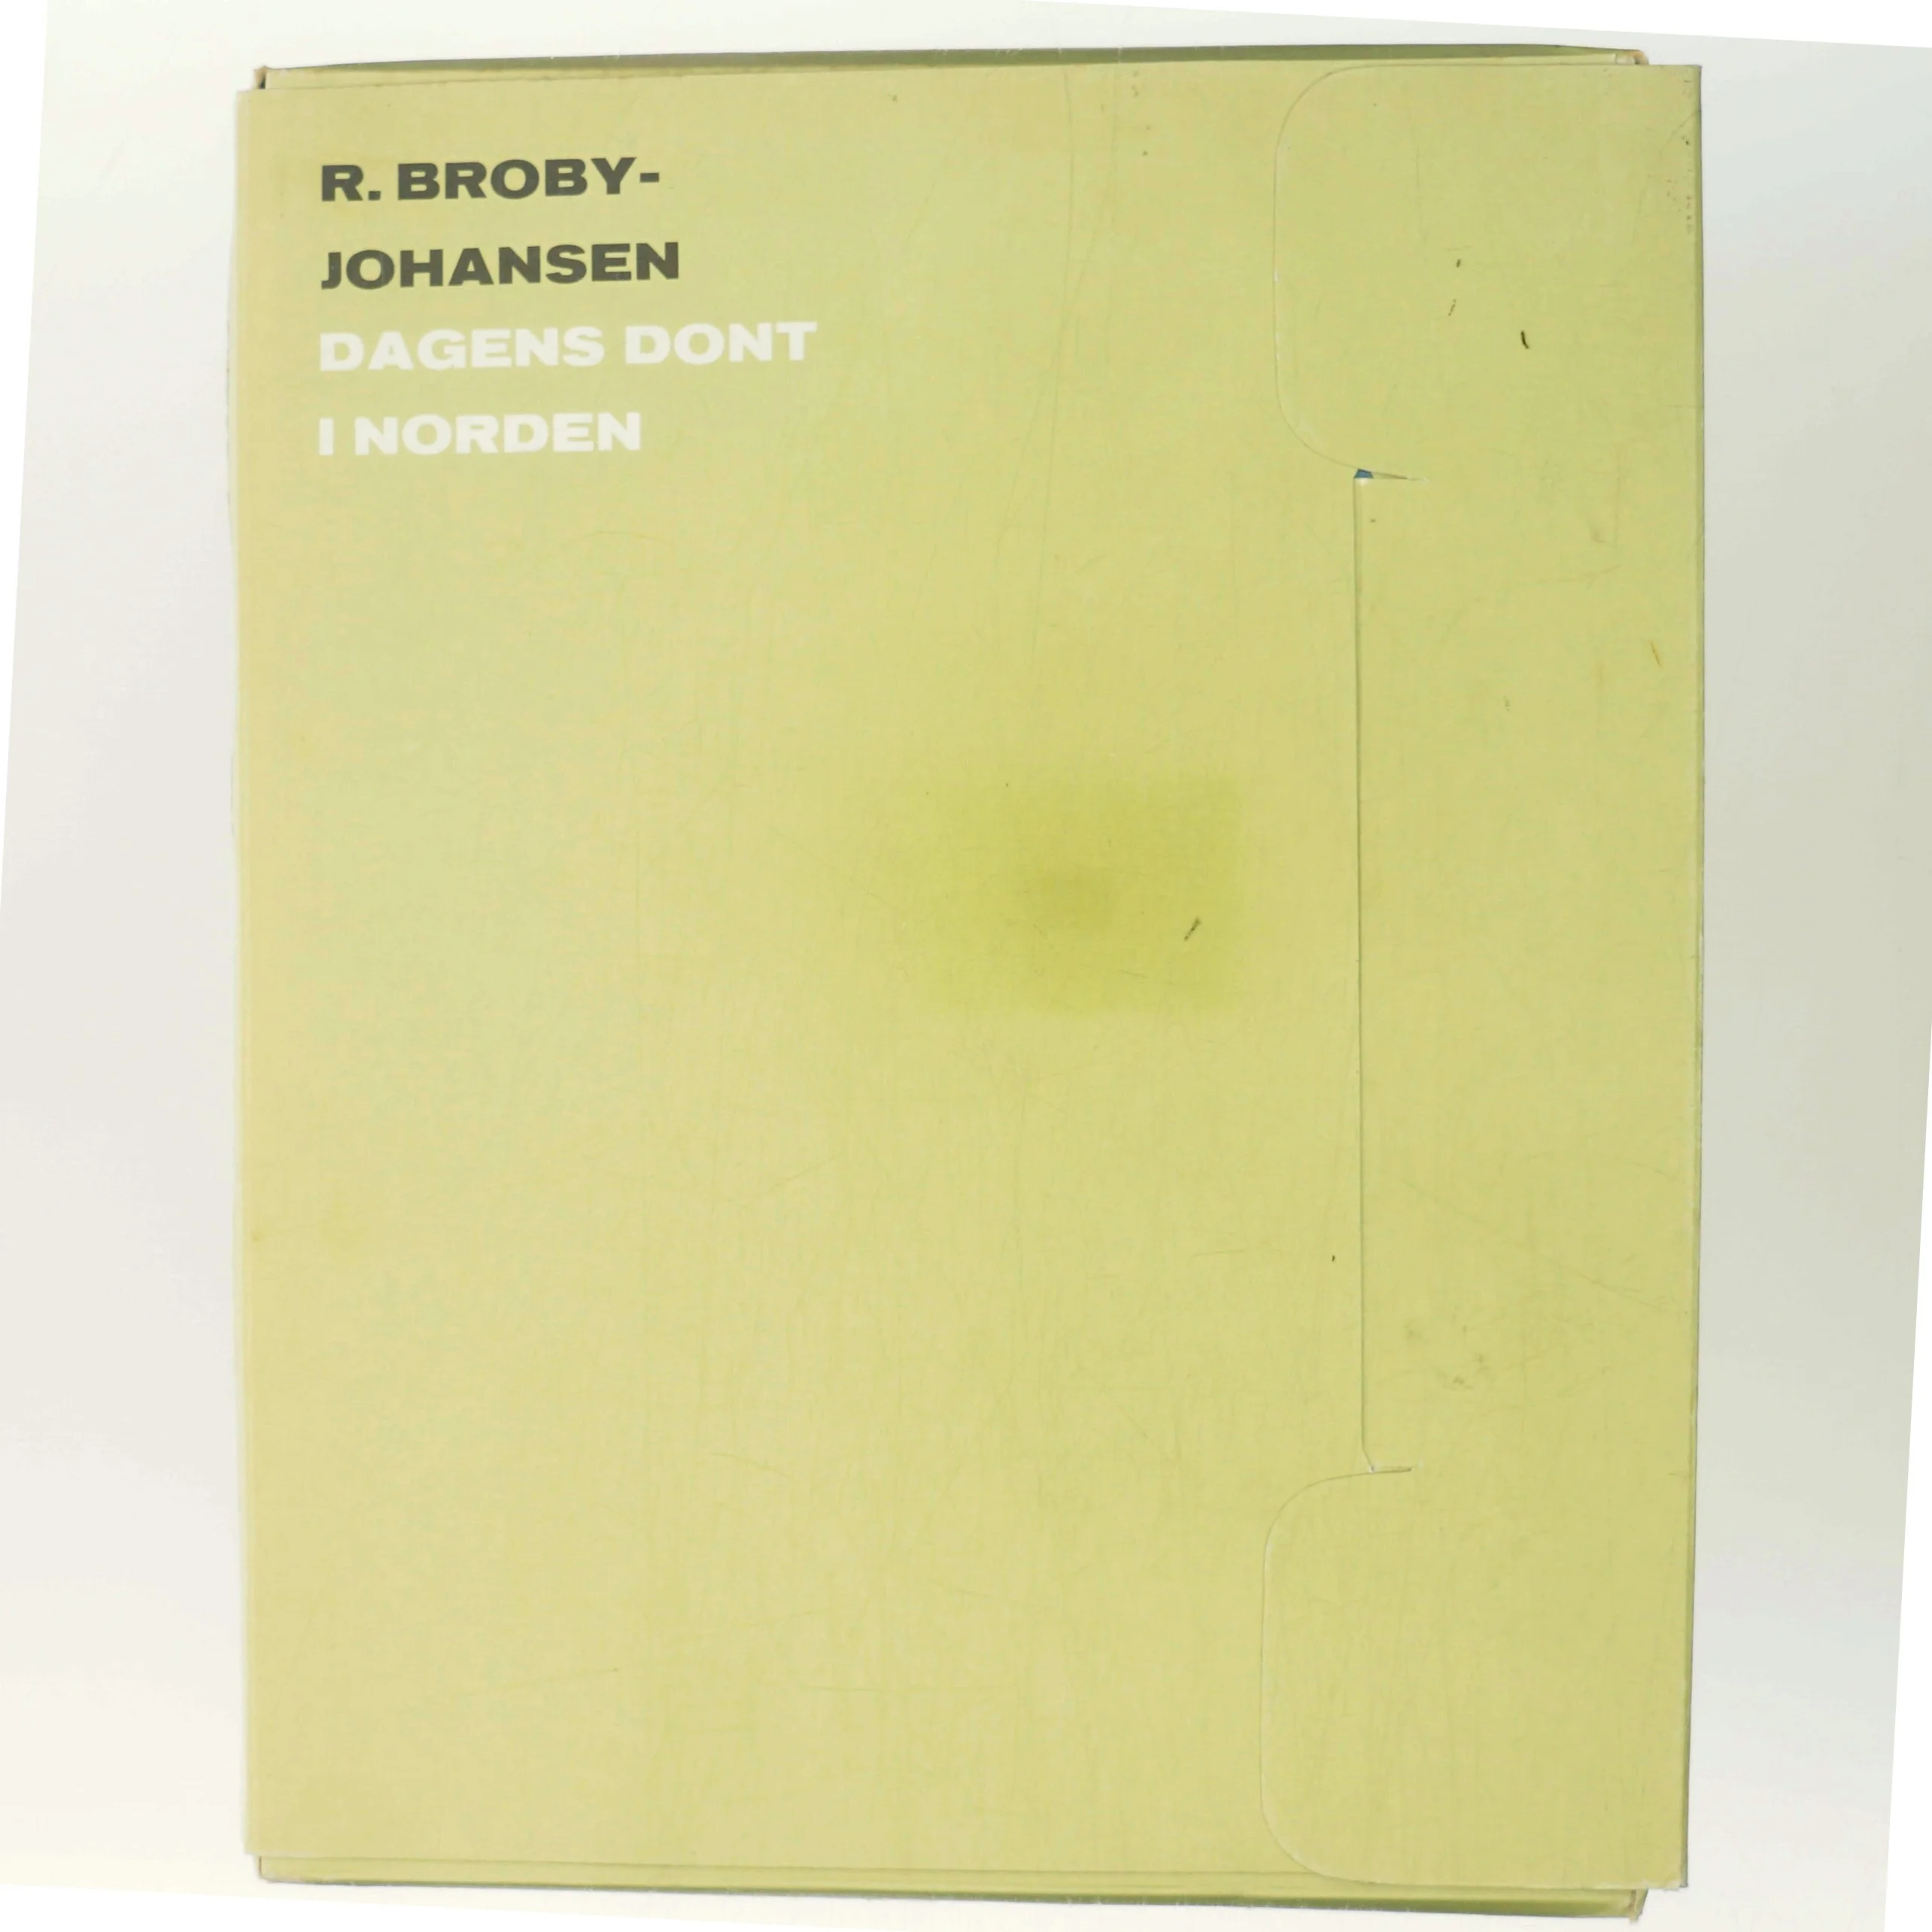 R. BROBY-
JOHANSEN
DAGENS DONT
I NORDEN